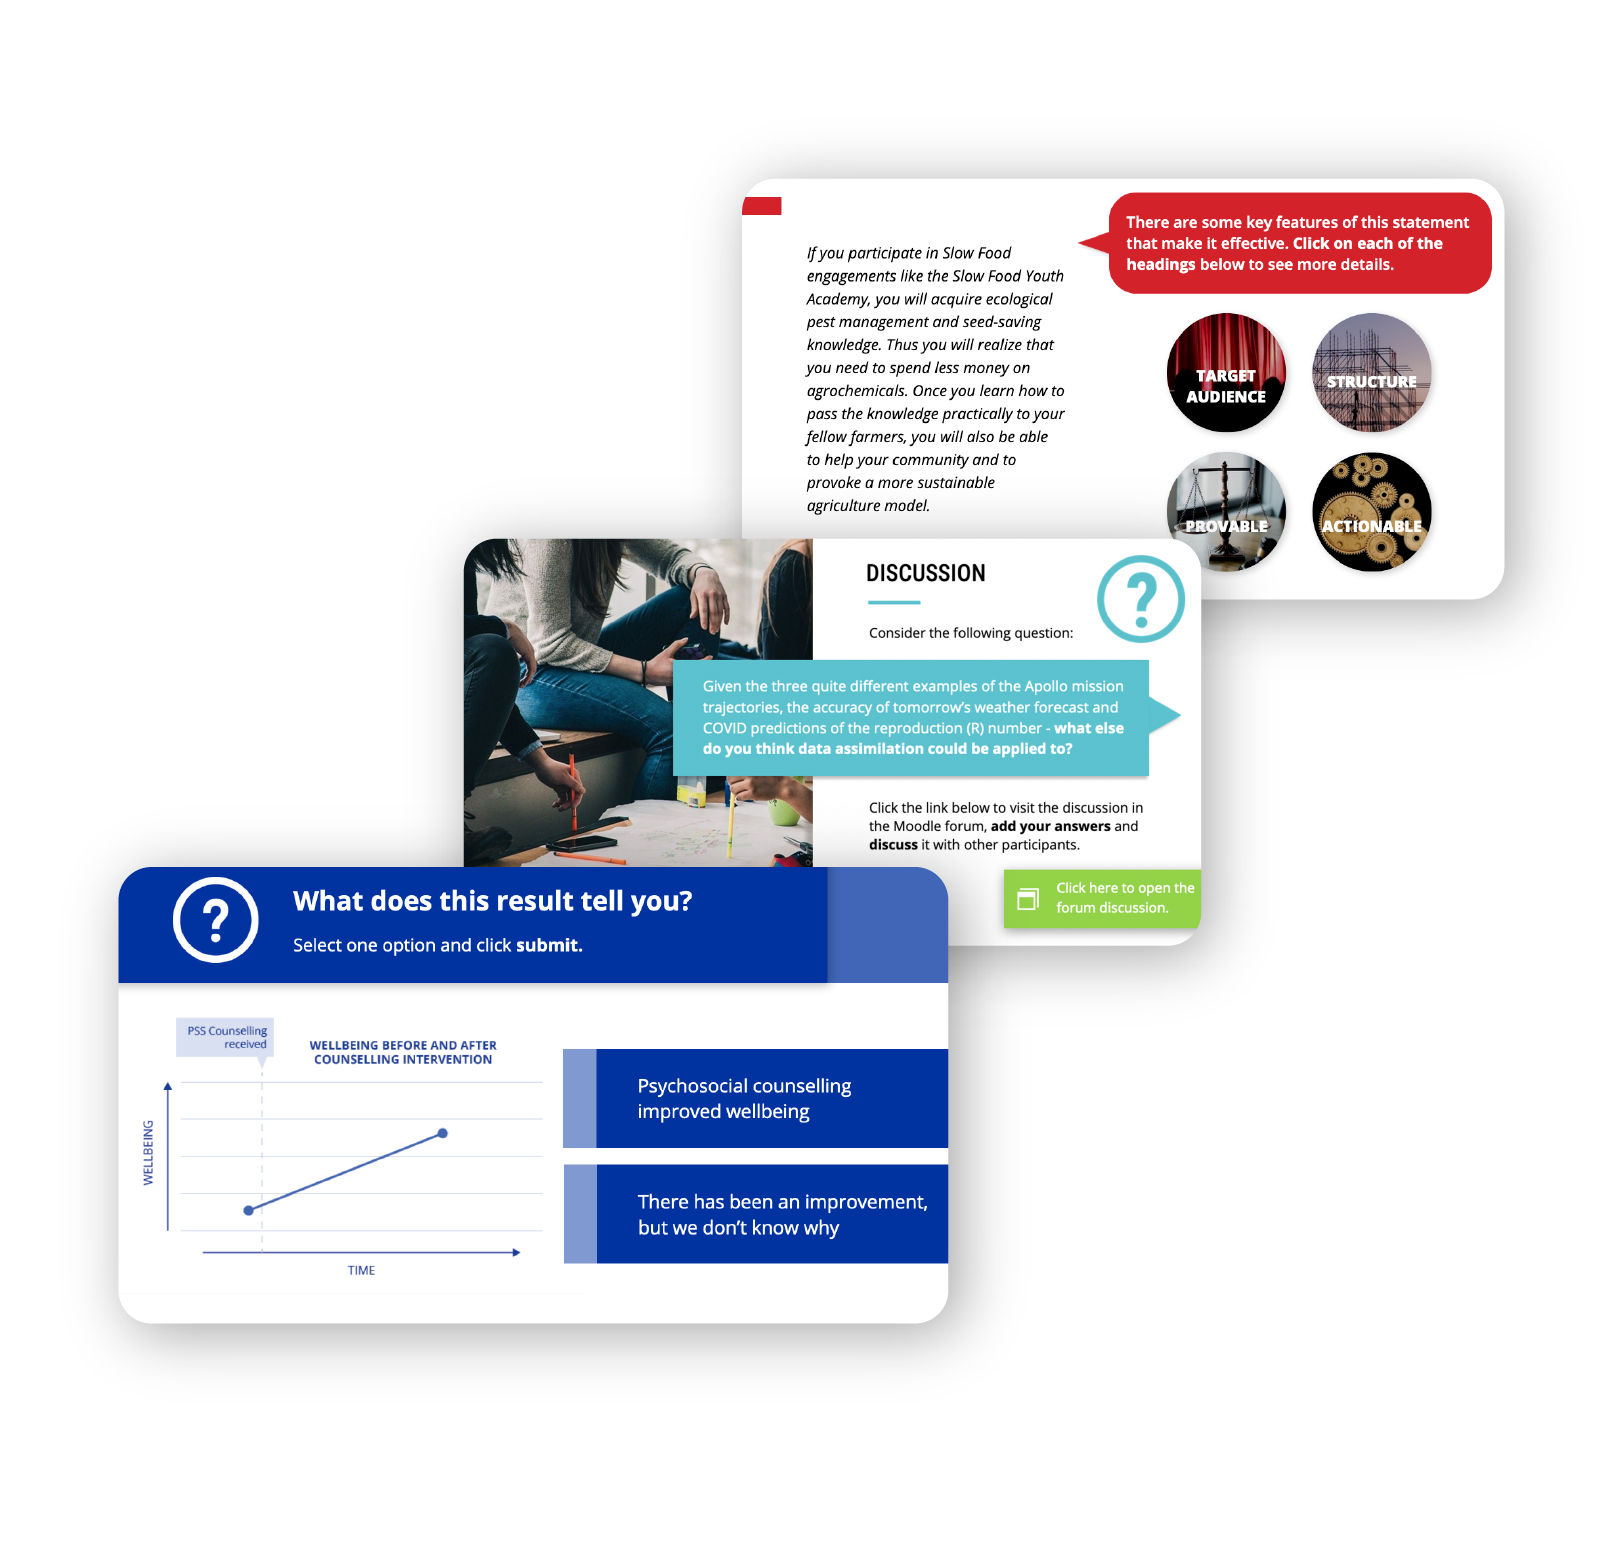 If you participate in Slow Food
engagements like the Slow Food Youth
Academy, you will acquire ecological
pest management and seed-saving
knowledge. Thus you will realize that
you need to spend less money on
agrochemicals. Once you learn how to
pass the knowledge practically to your
fellow farmers, you will also be able
to help your community and to
provoke a more sustainable
agriculture model.
There are some key features of this statement
that make it effective. Click on each of the
headings below to see more details.
TARGET
AUDIENCE
STRUCTURE
PROVABLE
ACTIONABLE
DISCUSSION
Consider the following question:
Given the three quite different examples of the Apollo mission
trajectories, the accuracy of tomorrow's weather forecast and
COVID predictions of the reproduction (R) number - what else
do you think data assimilation could be applied to?
Click the link below to visit the discussion in
the Moodle forum, add your answers and
discuss it with other participants.
Click here to open the
forum discussion.
What does this result tell you?
Select one option and click submit.
PSS Counselling
received
WELLBEING BEFORE AND AFTER
COUNSELLING INTERVENTION
WELLBEING
TIME
Psychosocial counselling
improved wellbeing
There has been an improvement,
but we don't know why